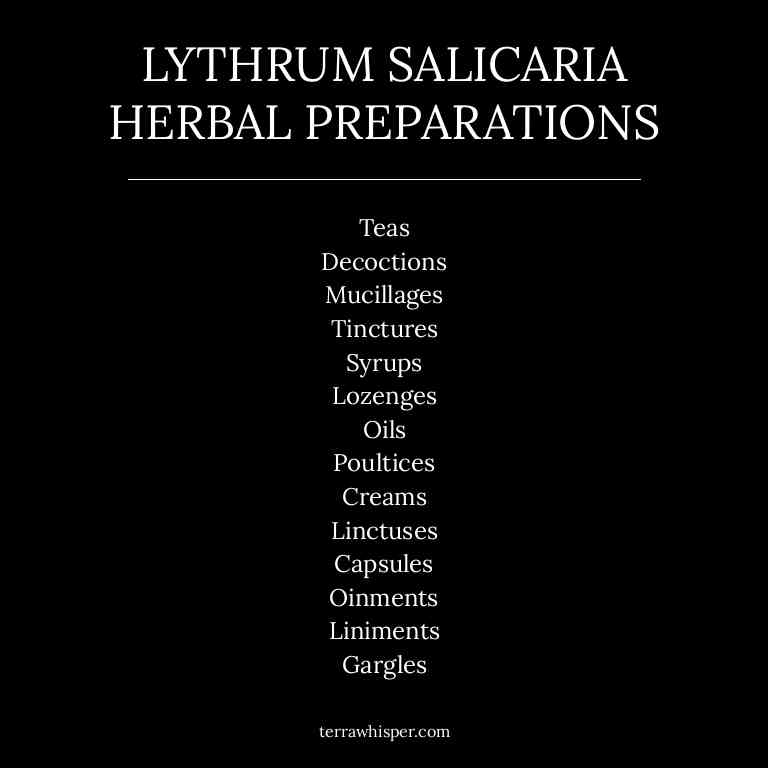 LYTHRUM SALICARIA
HERBAL PREPARATIONS
Teas
Decoctions
Mucillages
Tinctures
Syrups
Lozenges
Oils
Poultices
Creams
Linctuses
Capsules
Oinments
Liniments
Gargles
terrawhisper.com